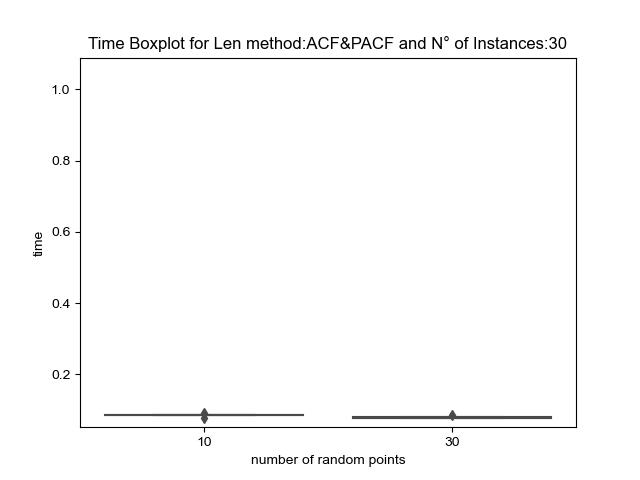 Time Boxplot for Len method:ACF&PACF and N° of Instances:30
1.0
0.8
0.6
0.4
0.2
time
10
30
number of random points